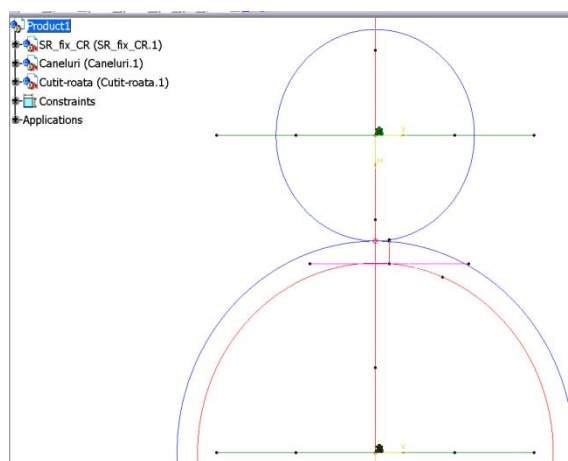 Product1
SR_fix_CR (SR_fix_CR.1)
Caneluri (Caneluri.1)
Cutit-roata (Cutit-roata.1)
Constraints
Applications